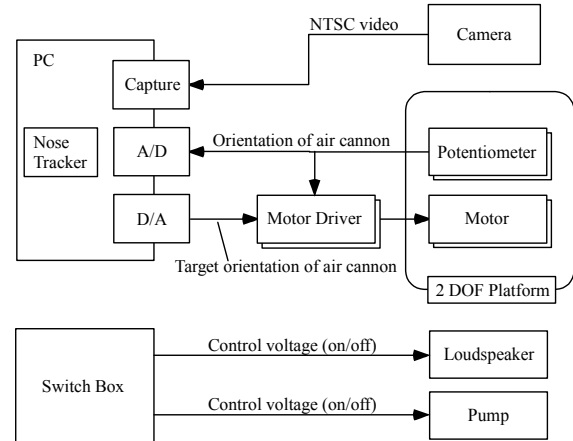 NTSC video
Camera
PC
Capture
Nose
Tracker
A/D
Orientation of air cannon
Potentiometer
D/A
Motor Driver
Motor
Target orientation of air cannon
2 DOF Platform
Switch Box
Control voltage (on/off)
Loudspeaker
Control voltage (on/off)
Pump